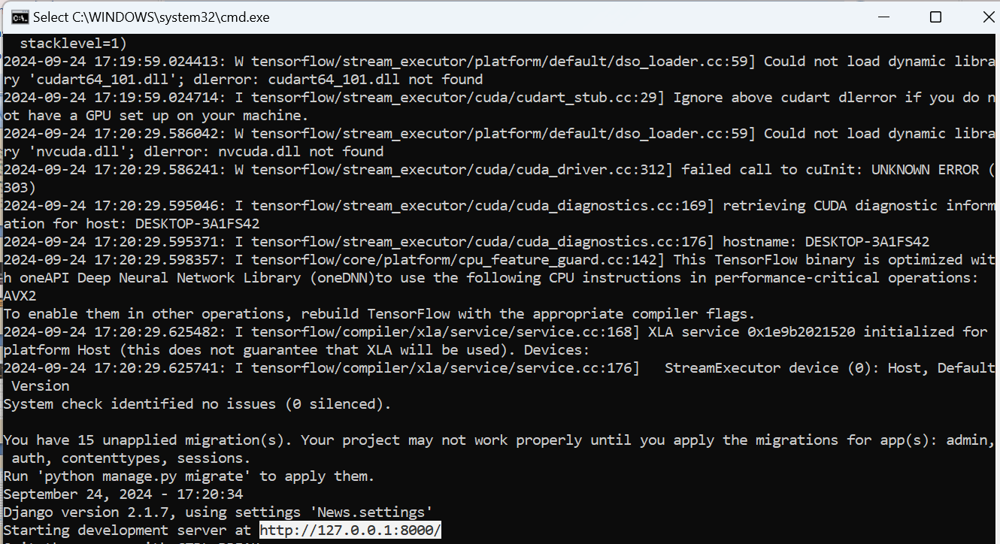 Select C:\WINDOWS\system32\cmd.exe
  stacklevel=1)
2024-09-24 17:19:59.024413: W tensorflow/stream_executor/platform/default/dso_loader.cc:59] Could not load dynamic libra
ry 'cudart64_101.dll'; dlerror: cudart64_101.dll not found
2024-09-24 17:19:59.024714: I tensorflow/stream_executor/cuda/cudart_stub.cc:29] Ignore above cudart dlerror if you do n
ot have a GPU set up on your machine.
2024-09-24 17:20:29.586042: W tensorflow/stream_executor/platform/default/dso_loader.cc:59] Could not load dynamic libra
ry 'nvcuda.dll'; dlerror: nvcuda.dll not found
2024-09-24 17:20:29.586241: W tensorflow/stream_executor/cuda/cuda_driver.cc:312] failed call to cuInit: UNKNOWN ERROR (
303)
2024-09-24 17:20:29.595046: I tensorflow/stream_executor/cuda/cuda_diagnostics.cc:169] retrieving CUDA diagnostic inform
ation for host: DESKTOP-3A1FS42
2024-09-24 17:20:29.595371: I tensorflow/stream_executor/cuda/cuda_diagnostics.cc:176] hostname: DESKTOP-3A1FS42
2024-09-24 17:20:29.598357: I tensorflow/core/platform/cpu_feature_guard.cc:142] This TensorFlow binary is optimized wit
h oneAPI Deep Neural Network Library (oneDNN)to use the following CPU instructions in performance-critical operations:
AVX2
To enable them in other operations, rebuild TensorFlow with the appropriate compiler flags.
2024-09-24 17:20:29.625482: I tensorflow/compiler/xla/service/service.cc:168] XLA service 0x1e9b2021520 initialized for
platform Host (this does not guarantee that XLA will be used). Devices:
2024-09-24 17:20:29.625741: I tensorflow/compiler/xla/service/service.cc:176]   StreamExecutor device (0): Host, Default
 Version
System check identified no issues (0 silenced).
You have 15 unapplied migration(s). Your project may not work properly until you apply the migrations for app(s): admin,
 auth, contenttypes, sessions.
Run 'python manage.py migrate' to apply them.
September 24, 2024 - 17:20:34
Django version 2.1.7, using settings 'News.settings'
Starting development server at http://127.0.0.1:8000/